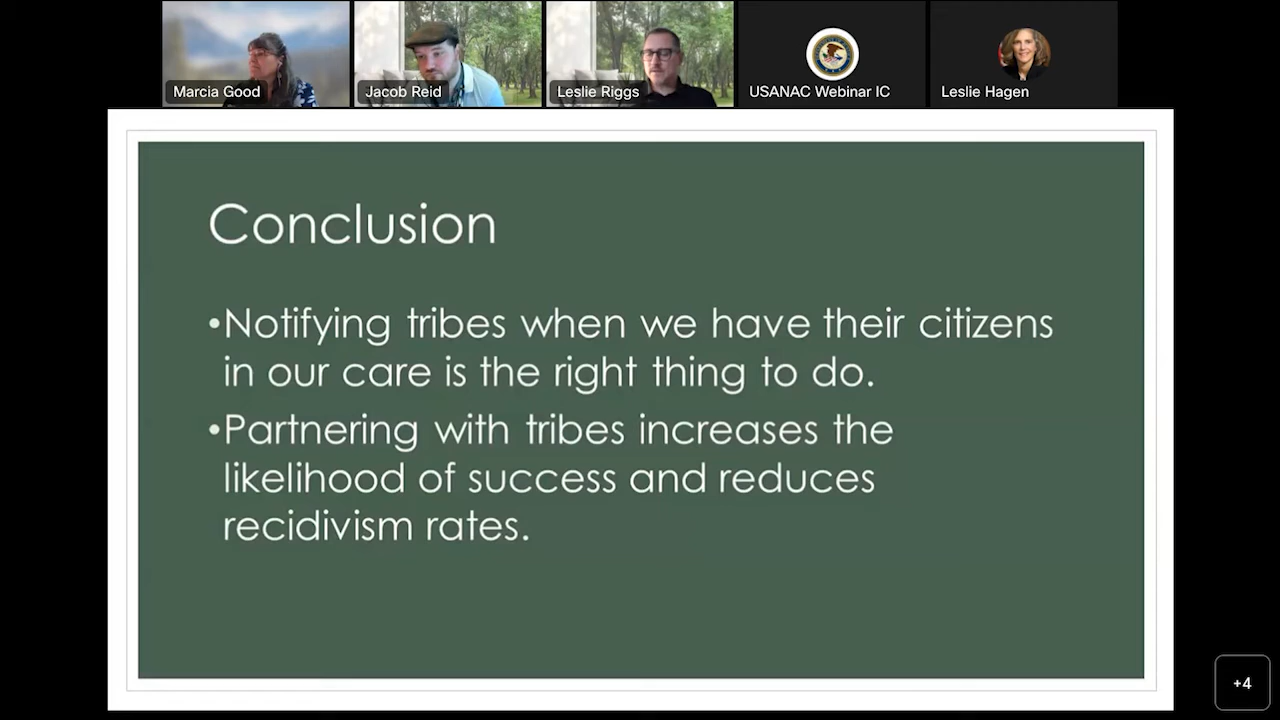 Marcia Good
Jacob Reid
Leslie Riggs
USANAC Webinar IC
Leslie Hagen
Conclusion
•Notifying tribes when we have their citizens
in our care is the right thing to do.
•Partnering with tribes increases the
likelihood of success and reduces
recidivism rates.
+4